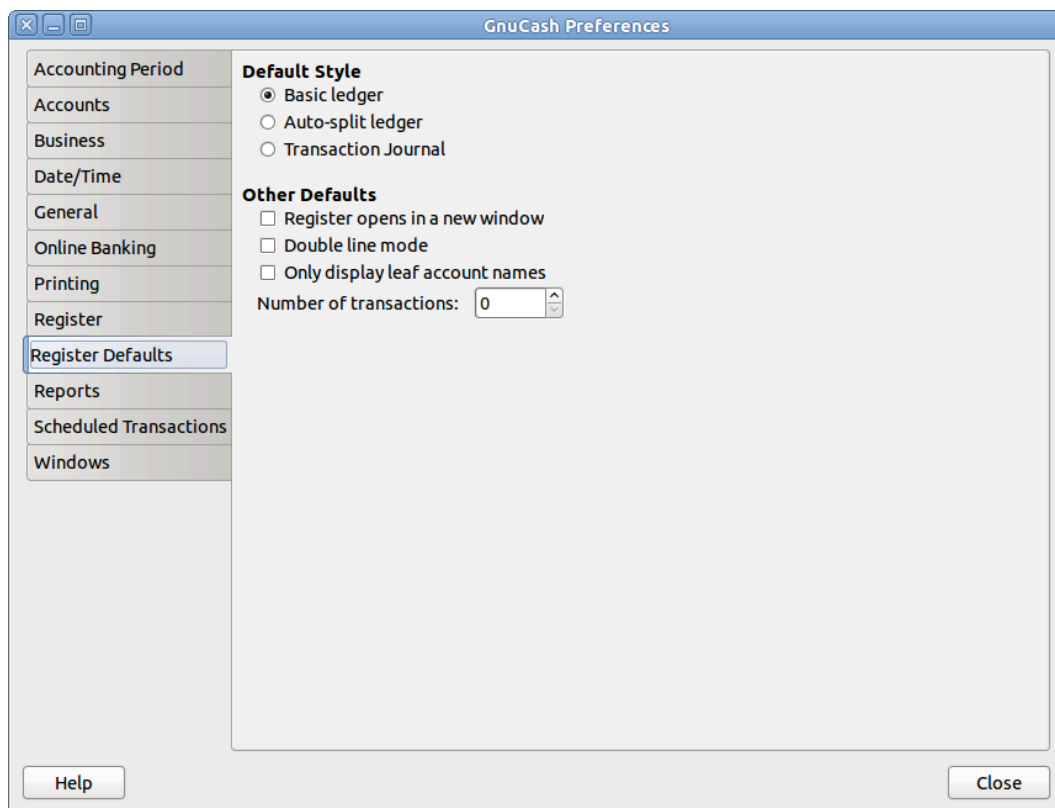 GnuCash Preferences
Accounting Period
Accounts
Business
Date/Time
General
Online Banking
Printing
Register
Register Defaults
Reports
Scheduled Transactions
Windows
Default Style
Basic ledger
Auto-split ledger
Transaction Journal
Other Defaults
Register opens in a new window
Double line mode
Only display leaf account names
Number of transactions: 0
Help
Close